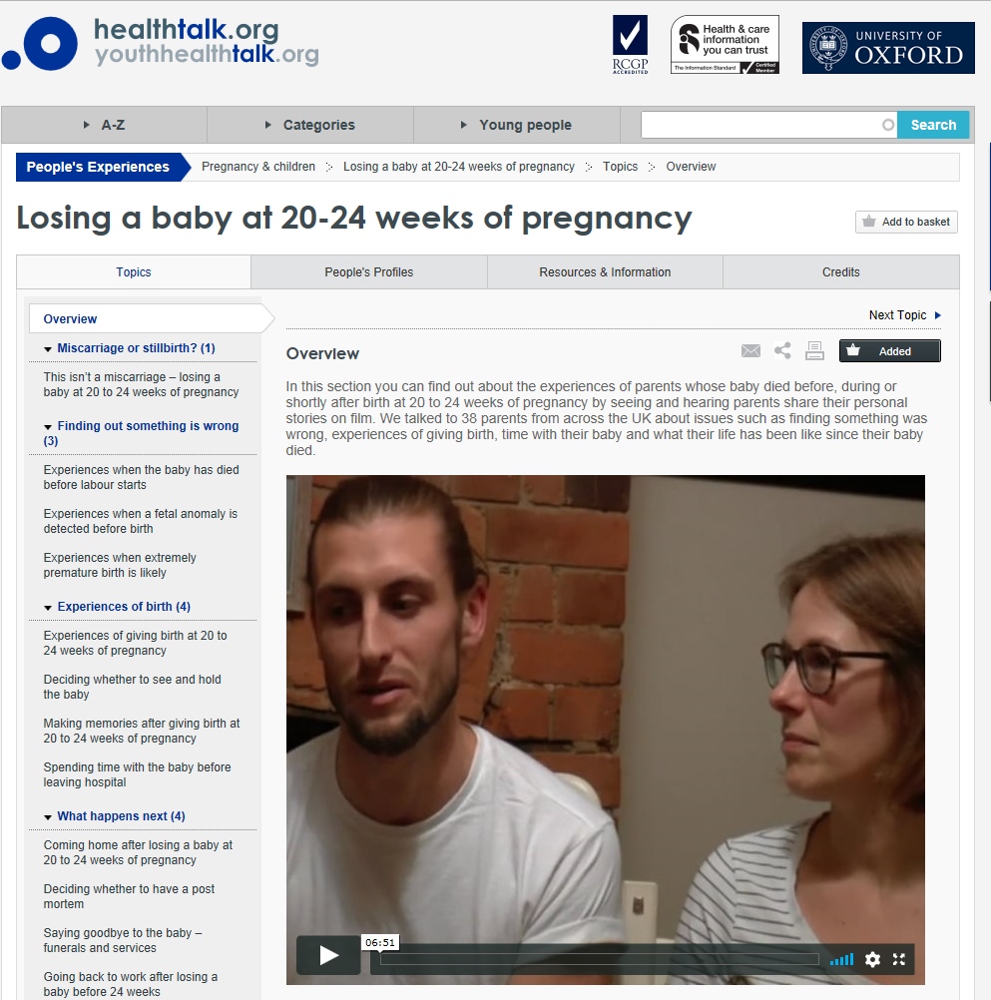 healthtalk.org
youthhealthtalk.org
RCGP
ACCREDITED
Health & care
information
you can trust
The Information Standard
Certified
Member
UNIVERSITY OF
OXFORD
A-Z
Categories
Young people
Search
People's Experiences
Pregnancy & children
Losing a baby at 20-24 weeks of pregnancy
Topics
Overview
Losing a baby at 20-24 weeks of pregnancy
Add to basket
Topics
People's Profiles
Resources & Information
Credits
Overview
Miscarriage or stillbirth? (1)
This isn't a miscarriage – losing a
baby at 20 to 24 weeks of pregnancy
Finding out something is wrong
(3)
Experiences when the baby has died
before labour starts
Experiences when a fetal anomaly is
detected before birth
Experiences when extremely
premature birth is likely
Experiences of birth (4)
Experiences of giving birth at 20 to
24 weeks of pregnancy
Deciding whether to see and hold
the baby
Making memories after giving birth at
20 to 24 weeks of pregnancy
Spending time with the baby before
leaving hospital
What happens next (4)
Coming home after losing a baby at
20 to 24 weeks of pregnancy
Deciding whether to have a post
mortem
Saying goodbye to the baby –
funerals and services
Going back to work after losing a
baby before 24 weeks
Next Topic
Overview
Added
In this section you can find out about the experiences of parents whose baby died before, during or
shortly after birth at 20 to 24 weeks of pregnancy by seeing and hearing parents share their personal
stories on film. We talked to 38 parents from across the UK about issues such as finding something was
wrong, experiences of giving birth, time with their baby and what their life has been like since their baby
died.
06:51